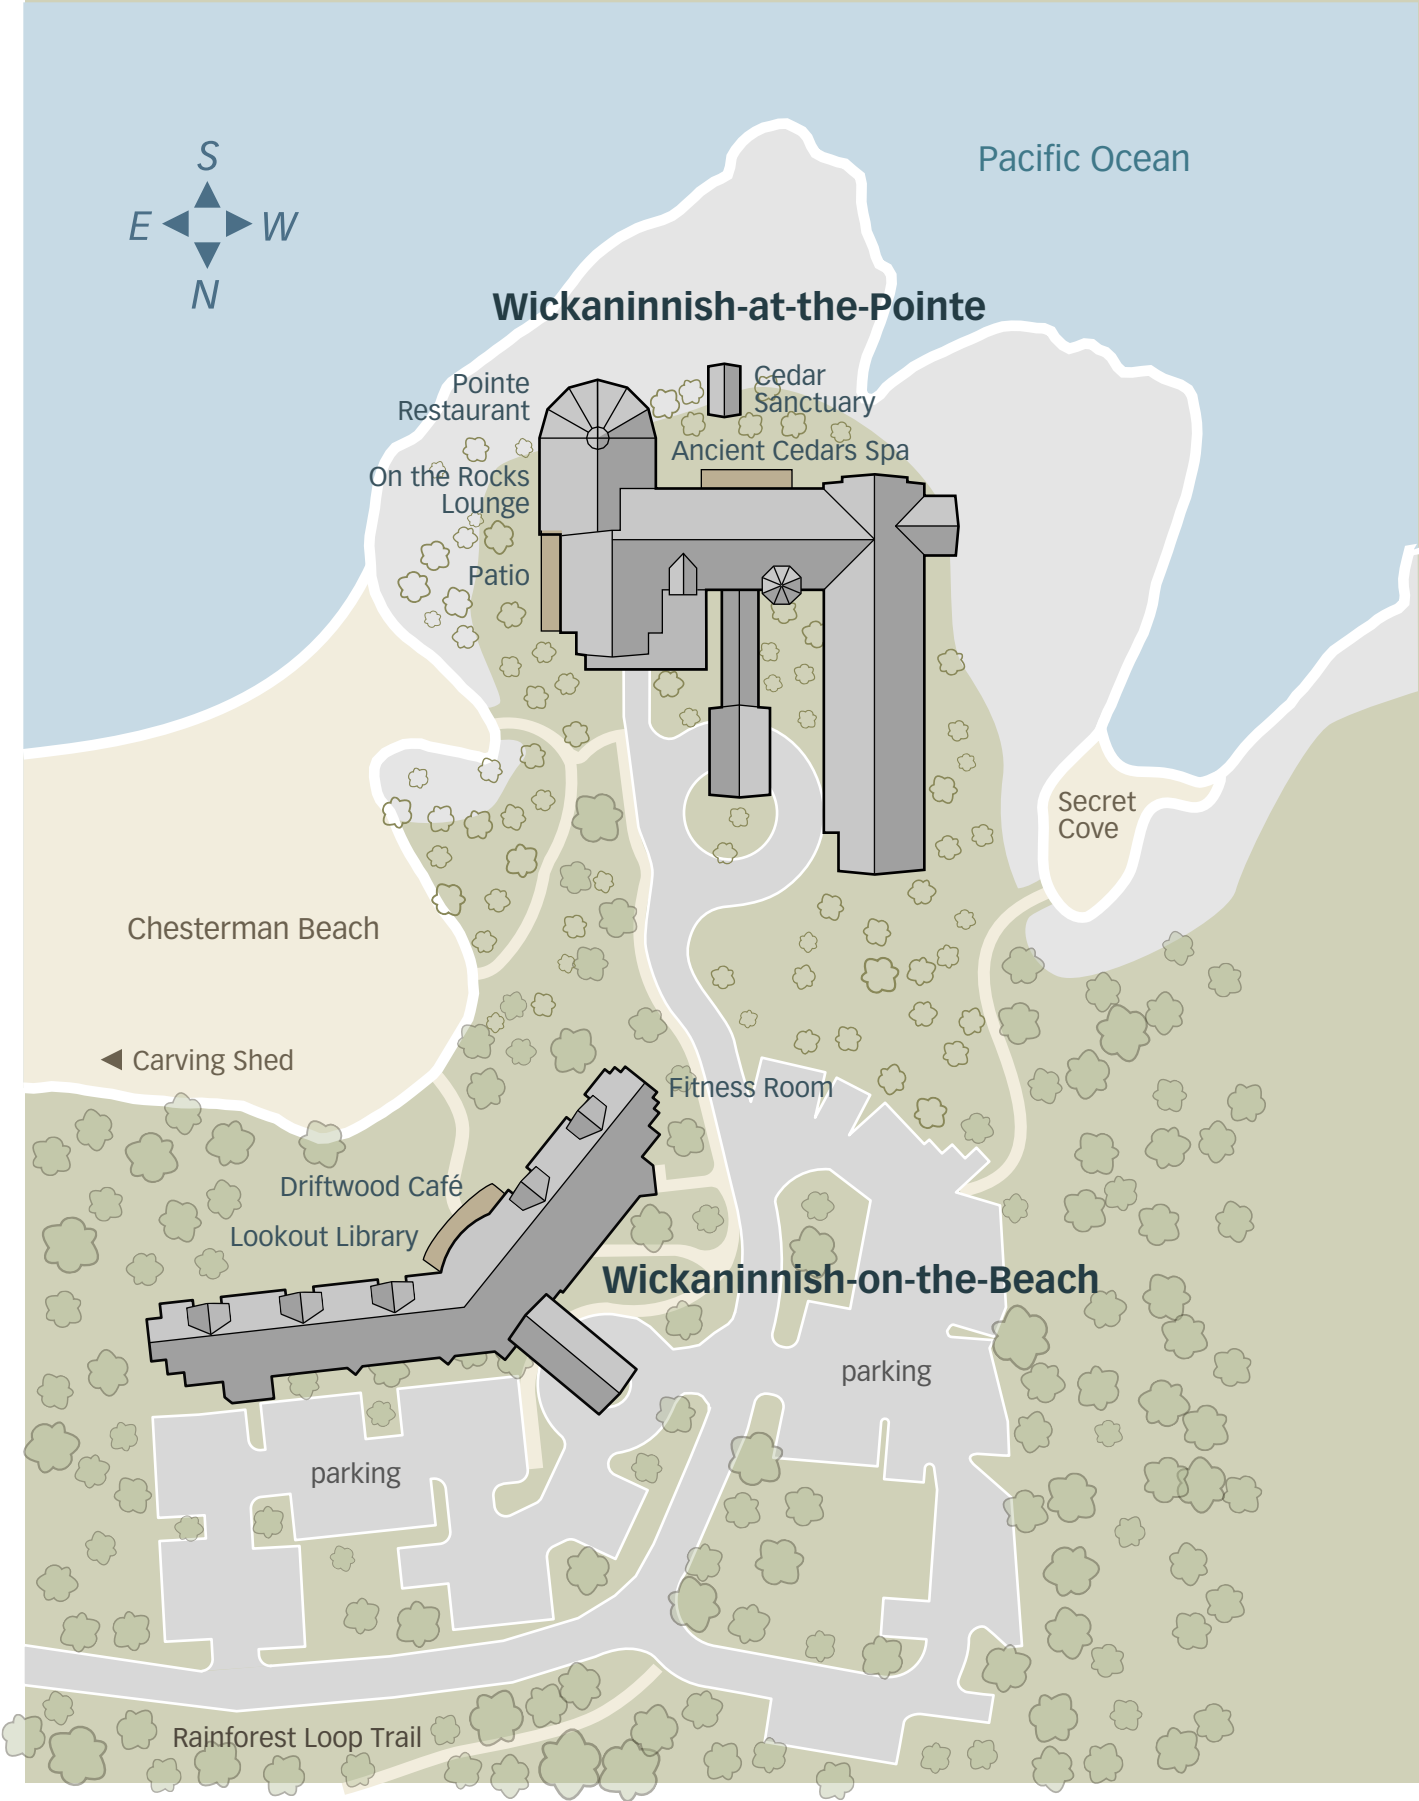 Pacific Ocean
S
E
W
N
Wickaninnish-at-the-Pointe
Pointe
Restaurant
Cedar
Sanctuary
Ancient Cedars Spa
On the Rocks
Lounge
Patio
Secret
Cove
Chesterman Beach
Carving Shed
Fitness Room
Driftwood Café
Lookout Library
Wickaninnish-on-the-Beach
parking
parking
Rainforest Loop Trail